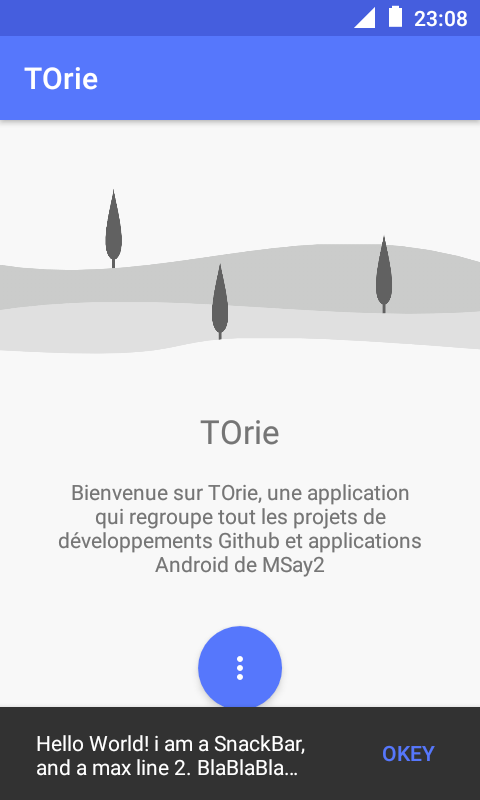 23:08
TOrie
TOrie
Bienvenue sur TOrie, une application
qui regroupe tout les projets de
développements Github et applications
Android de MSay2
Hello World! i am a SnackBar,
and a max line 2. BlaBlaBla...
OKEY